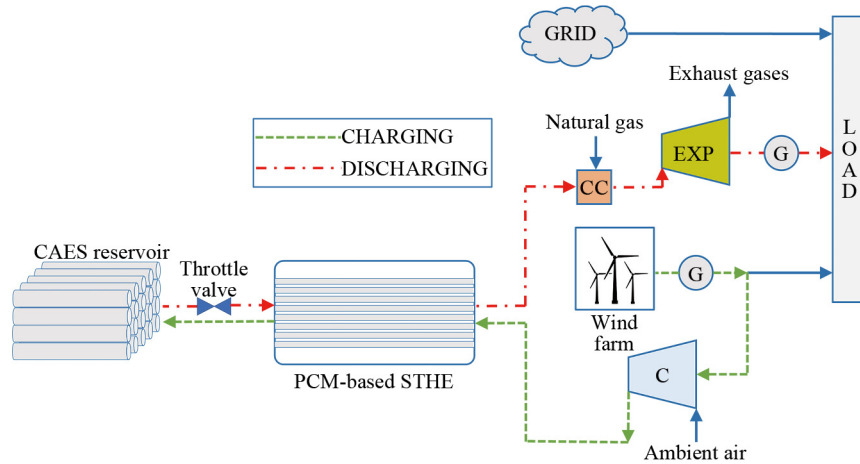 GRID
Exhaust gases
Natural gas
CHARGING
DISCHARGING
EXP
G
LOAD
CC
CAES reservoir
Throttle
valve
G
Wind
farm
PCM-based STHE
C
Ambient air